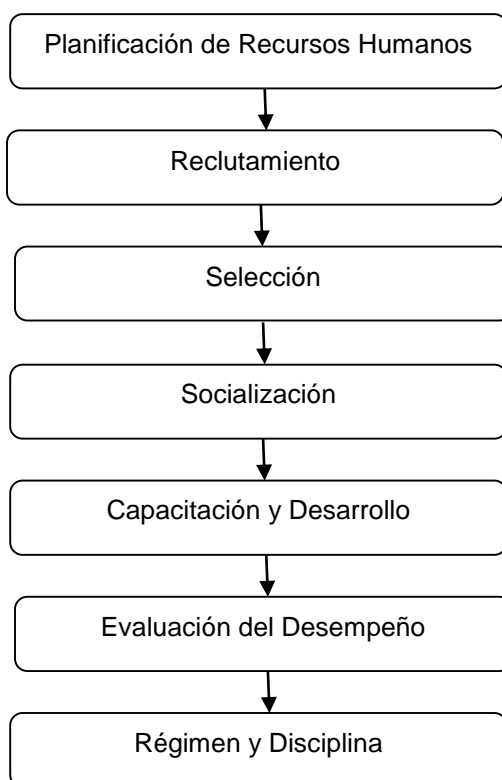 Planificación de Recursos Humanos
Reclutamiento
Selección
Socialización
Capacitación y Desarrollo
Evaluación del Desempeño
Régimen y Disciplina